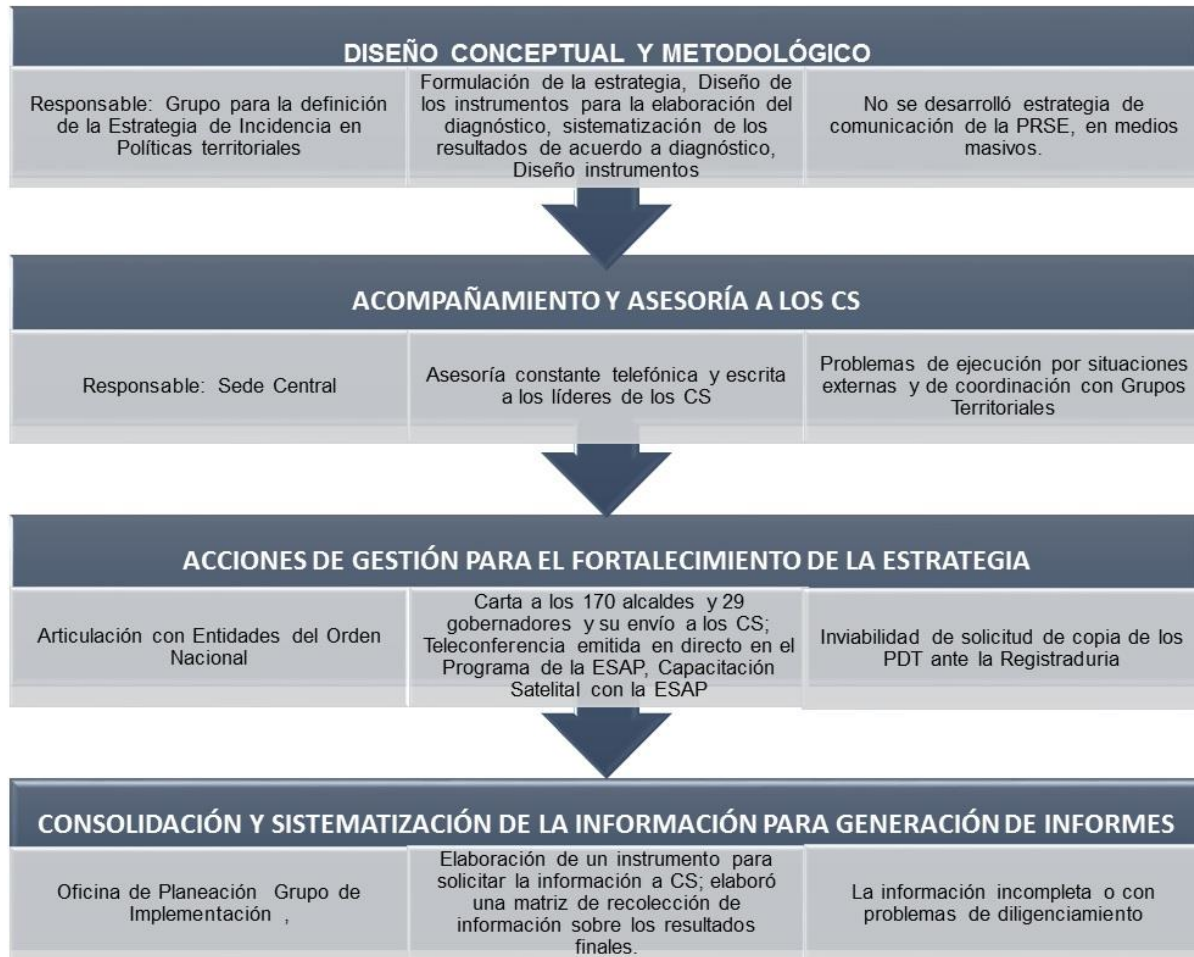 DISEÑO CONCEPTUAL Y METODOLÓGICO
Responsable: Grupo para la definición
de la Estrategia de Incidencia en
Políticas territoriales
Formulación de la estrategia, Diseño de
los instrumentos para la elaboración del
diagnóstico, sistematización de los
resultados de acuerdo a diagnóstico,
Diseño instrumentos
No se desarrolló estrategia de
comunicación de la PRSE, en medios
masivos.
ACOMPAÑAMIENTO Y ASESORÍA A LOS CS
Responsable: Sede Central
Asesoría constante telefónica y escrita
a los líderes de los CS
Problemas de ejecución por situaciones
externas y de coordinación con Grupos
Territoriales
ACCIONES DE GESTIÓN PARA EL FORTALECIMIENTO DE LA ESTRATEGIA
Articulación con Entidades del Orden
Nacional
Carta a los 170 alcaldes y 29
gobernadores y su envío a los CS;
Teleconferencia emitida en directo en el
Programa de la ESAP, Capacitación
Satelital con la ESAP
Inviabilidad de solicitud de copia de los
PDT ante la Registraduria
CONSOLIDACIÓN Y SISTEMATIZACIÓN DE LA INFORMACIÓN PARA GENERACIÓN DE INFORMES
Oficina de Planeación Grupo de
Implementación ,
Elaboración de un instrumento para
solicitar la información a CS; elaboró
una matriz de recolección de
información sobre los resultados
finales.
La información incompleta o con
problemas de diligenciamiento